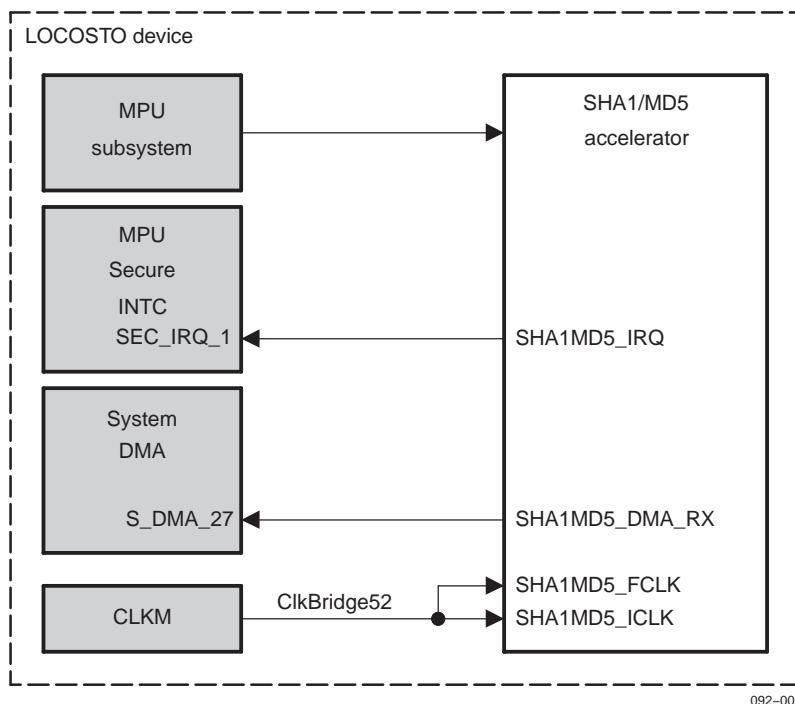 LOCOSTO device
MPU
subsystem
SHA1/MD5
accelerator
MPU
Secure
INTC
SEC_IRQ_1
SHA1MD5_IRQ
System
DMA
S_DMA_27
SHA1MD5_DMA_RX
CLKM
ClkBridge52
SHA1MD5_FCLK
SHA1MD5_ICLK
092–00